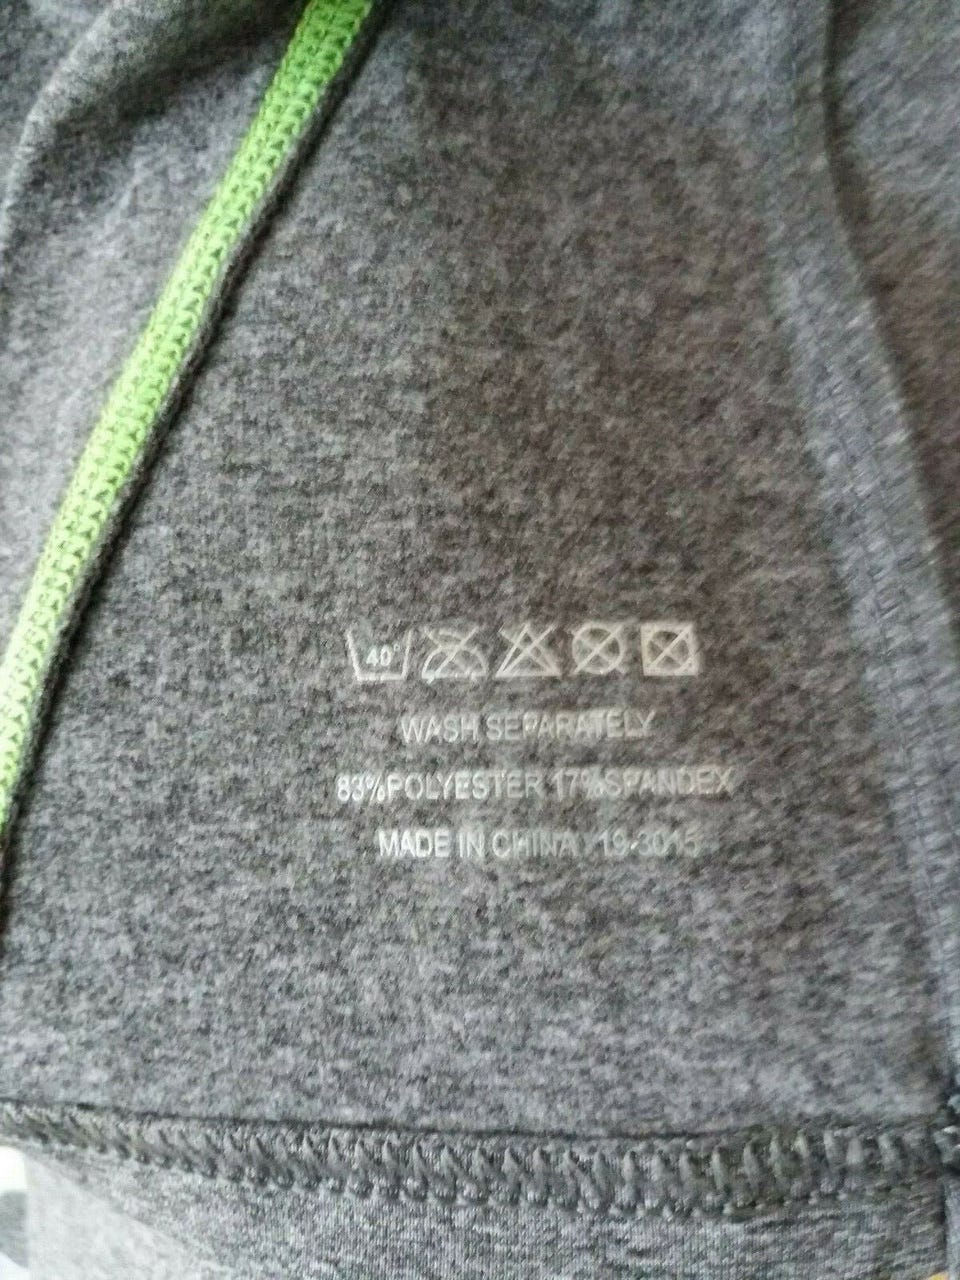 40°
WASH SEPARATELY
83%POLYESTER 17%SPANDEX
MADE IN CHINA 19-3015